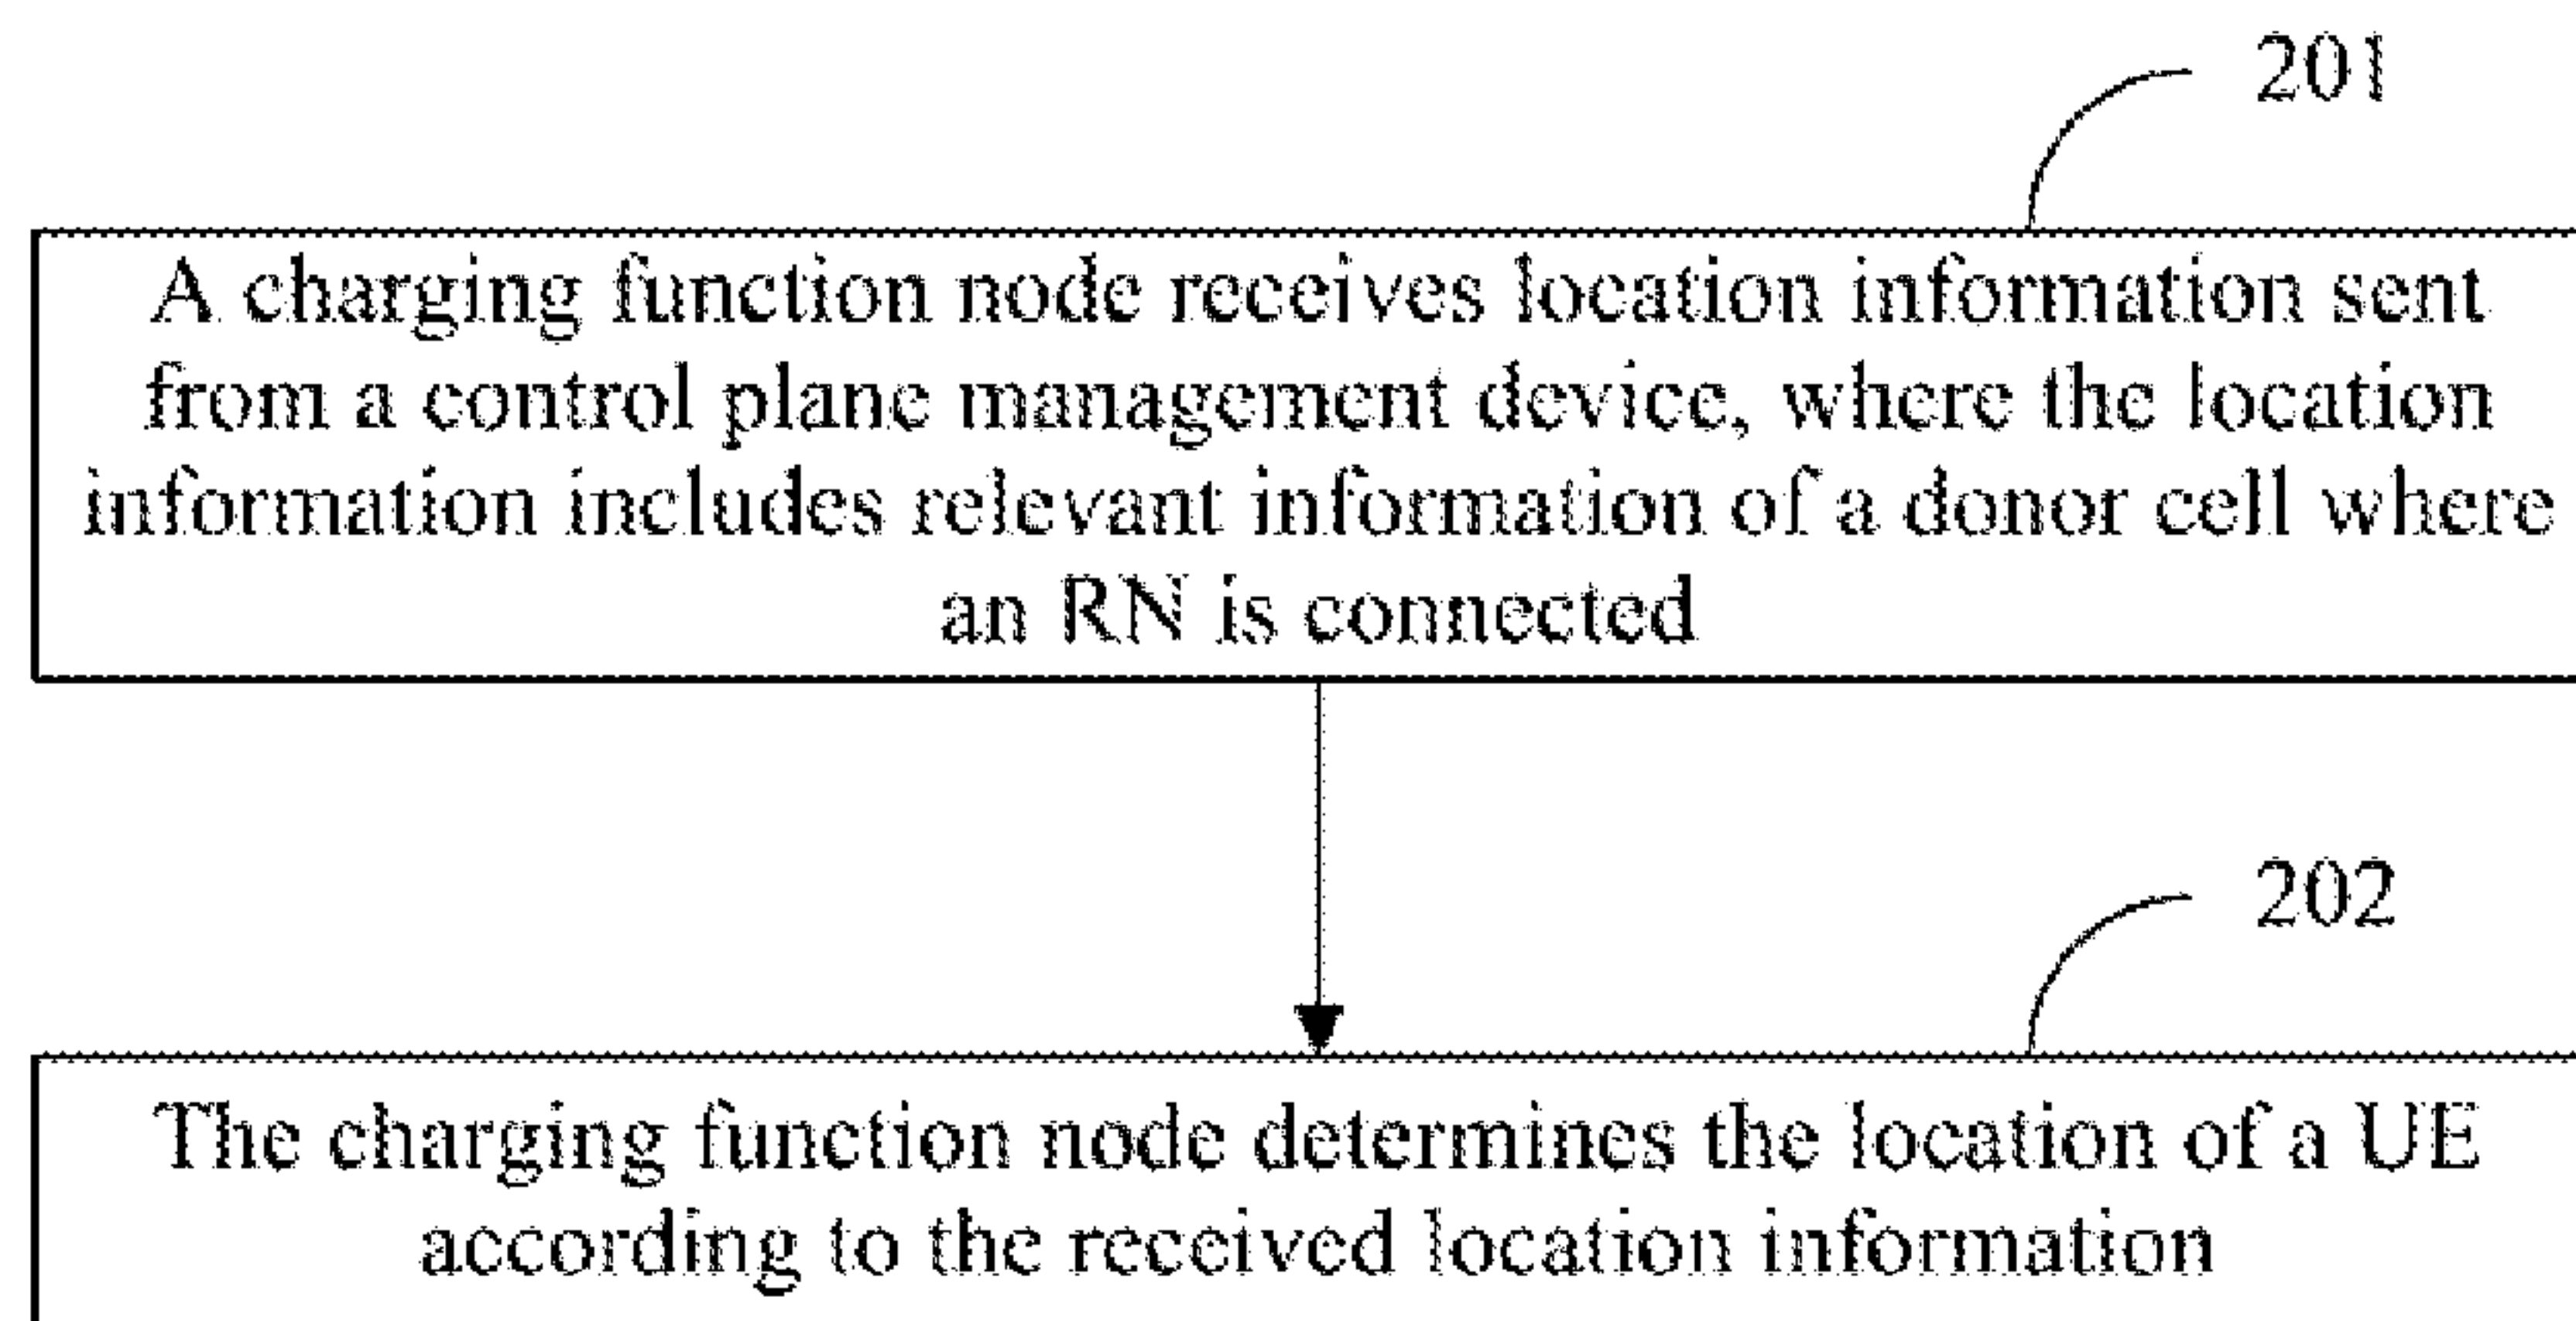 201
A charging function node receives location information sent
from a control plane management device, where the location
information includes relevant information of a donor cell where
an RN is connected
202
The charging function node determines the location of a UE
according to the received location information